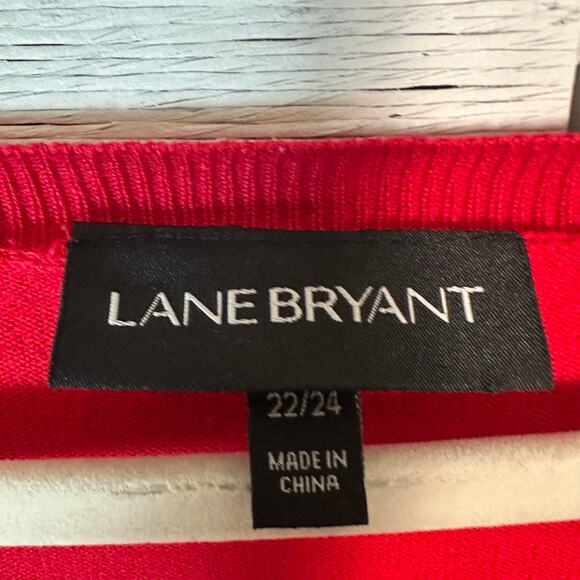 LANE BRYANT
22/24
MADE IN
CHINA